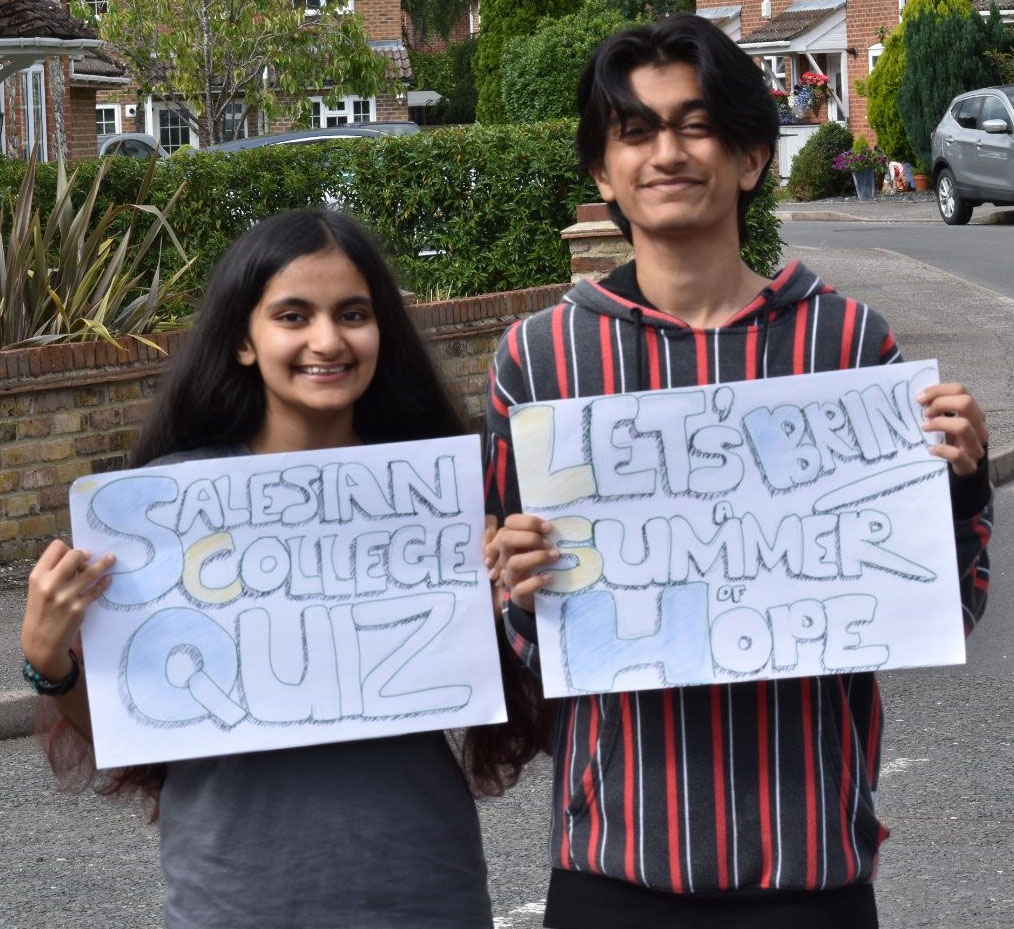 SALESIAN
COLLEGE
QUIZ
LET'S BRING
A
SUMMER
OF
HOPE